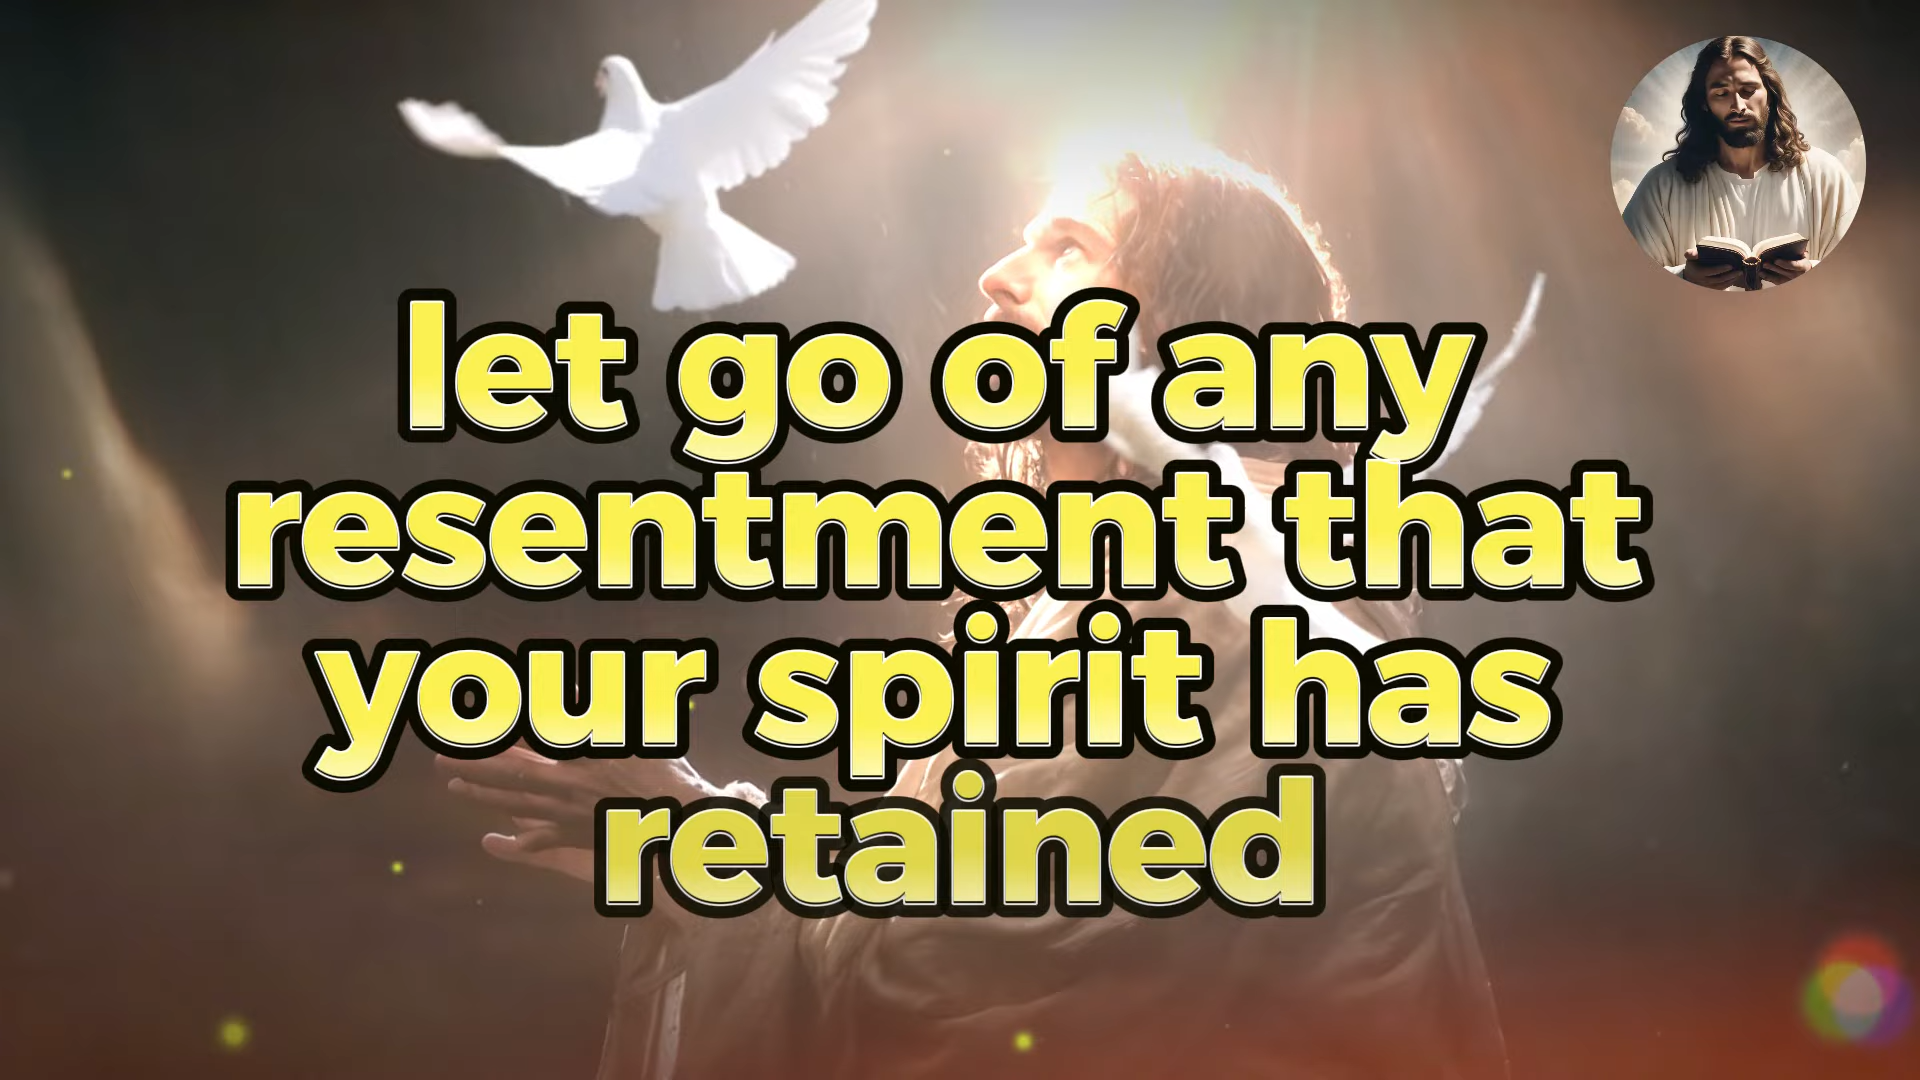 let go of any
resentment that
your spirit has
retained